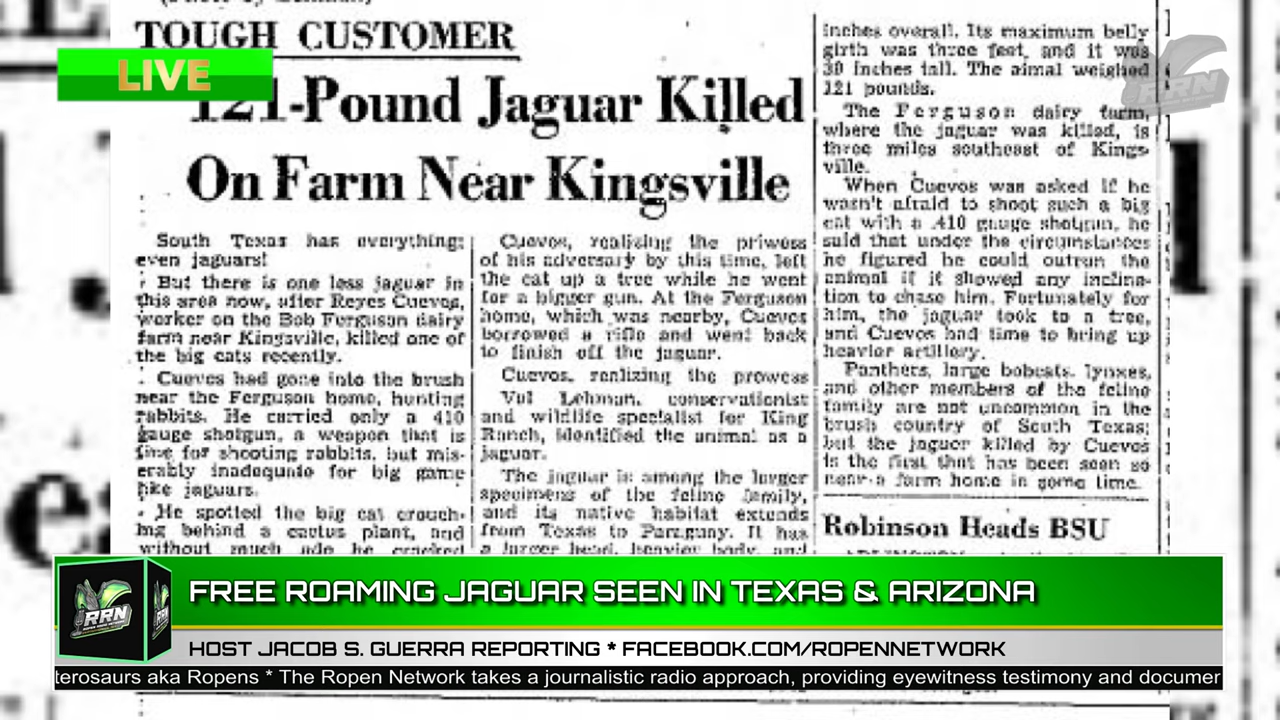 TOUGH CUSTOMER
LIVE
121-Pound Jaguar Killed
On Farm Near Kingsville
South Texas has everything;
even jaguars!
But there is one less jaguar in
this area now, after Reyes Cuevos,
worker on the Bob Ferguson dairy
farm near Kingsville, killed one of
the big cats recently.
Cuevos had gone into the brush
near the Ferguson home, hunting
rabbits. He carried only a 410
gauge shotgun, a weapon that is
fine for shooting rabbits, but mis-
erably inadequate for big game
like jaguars.
He spotted the big cat crouch-
ing behind a cactus plant, and
without much ado he cracked
Cuevos, realizing the priwess
of his adversary by this time, left
the cat up a tree while he went
for a bigger gun. At the Ferguson
home, which was nearby, Cuevos
borrowed a rifle and went back
to finish off the jaguar.
Cuevos, realizing the prowess
Val Lehman, conservationist
and wildlife specialist for King
Ranch, identified the animal as a
jaguar.
The jaguar is among the larger
specimens of the feline family,
and its native habitat extends
from Texas to Paraguay. It has
a larger head, heavier body, and
inches overall. Its maximum belly
girth was three feet, and it was
30 inches tall. The aimal weighed
121 pounds.
The Ferguson dairy farm,
where the jaguar was killed, is
three miles southeast of Kings-
ville.
When Cuevos was asked if he
wasn't afraid to shoot such a big
cat with a .410 gauge shotgun, he
said that under the circumstances
he figured he could outrun the
animal if it showed any inclina-
tion to chase him. Fortunately for
him, the jaguar took to a tree,
and Cuevos had time to bring up
heavier artillery.
Panthers, large bobcats, lynxes,
and other members of the feline
family are not uncommon in the
brush country of South Texas;
but the jaguer killed by Cuevos
is the first that has been seen so
near a farm home in some time.
Robinson Heads BSU
RRN
FREE ROAMING JAGUAR SEEN IN TEXAS & ARIZONA
RRN
HOST JACOB S. GUERRA REPORTING * FACEBOOK.COM/ROPENNETWORK
terosaurs aka Ropens * The Ropen Network takes a journalistic radio approach, providing eyewitness testimony and documer